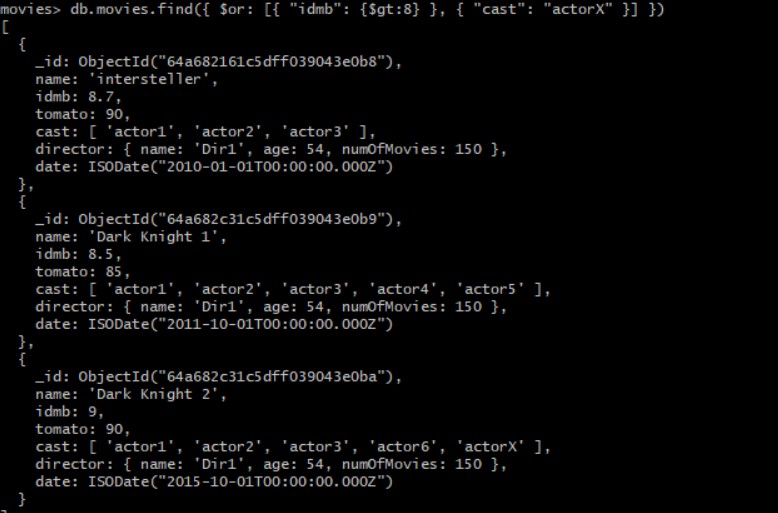 movies> db.movies.find({ $or: [{ "idmb": {$gt:8} }, { "cast": "actorX" }] })
[
  {
    _id: ObjectId("64a682161c5dff039043e0b8"),
    name: 'intersteller',
    idmb: 8.7,
    tomato: 90,
    cast: [ 'actor1', 'actor2', 'actor3' ],
    director: { name: 'Dir1', age: 54, numOfMovies: 150 },
    date: ISODate("2010-01-01T00:00:00.000Z")
  },
  {
    _id: ObjectId("64a682c31c5dff039043e0b9"),
    name: 'Dark Knight 1',
    idmb: 8.5,
    tomato: 85,
    cast: [ 'actor1', 'actor2', 'actor3', 'actor4', 'actor5' ],
    director: { name: 'Dir1', age: 54, numOfMovies: 150 },
    date: ISODate("2011-10-01T00:00:00.000Z")
  },
  {
    _id: ObjectId("64a682c31c5dff039043e0ba"),
    name: 'Dark Knight 2',
    idmb: 9,
    tomato: 90,
    cast: [ 'actor1', 'actor2', 'actor3', 'actor6', 'actorX' ],
    director: { name: 'Dir1', age: 54, numOfMovies: 150 },
    date: ISODate("2015-10-01T00:00:00.000Z")
  }